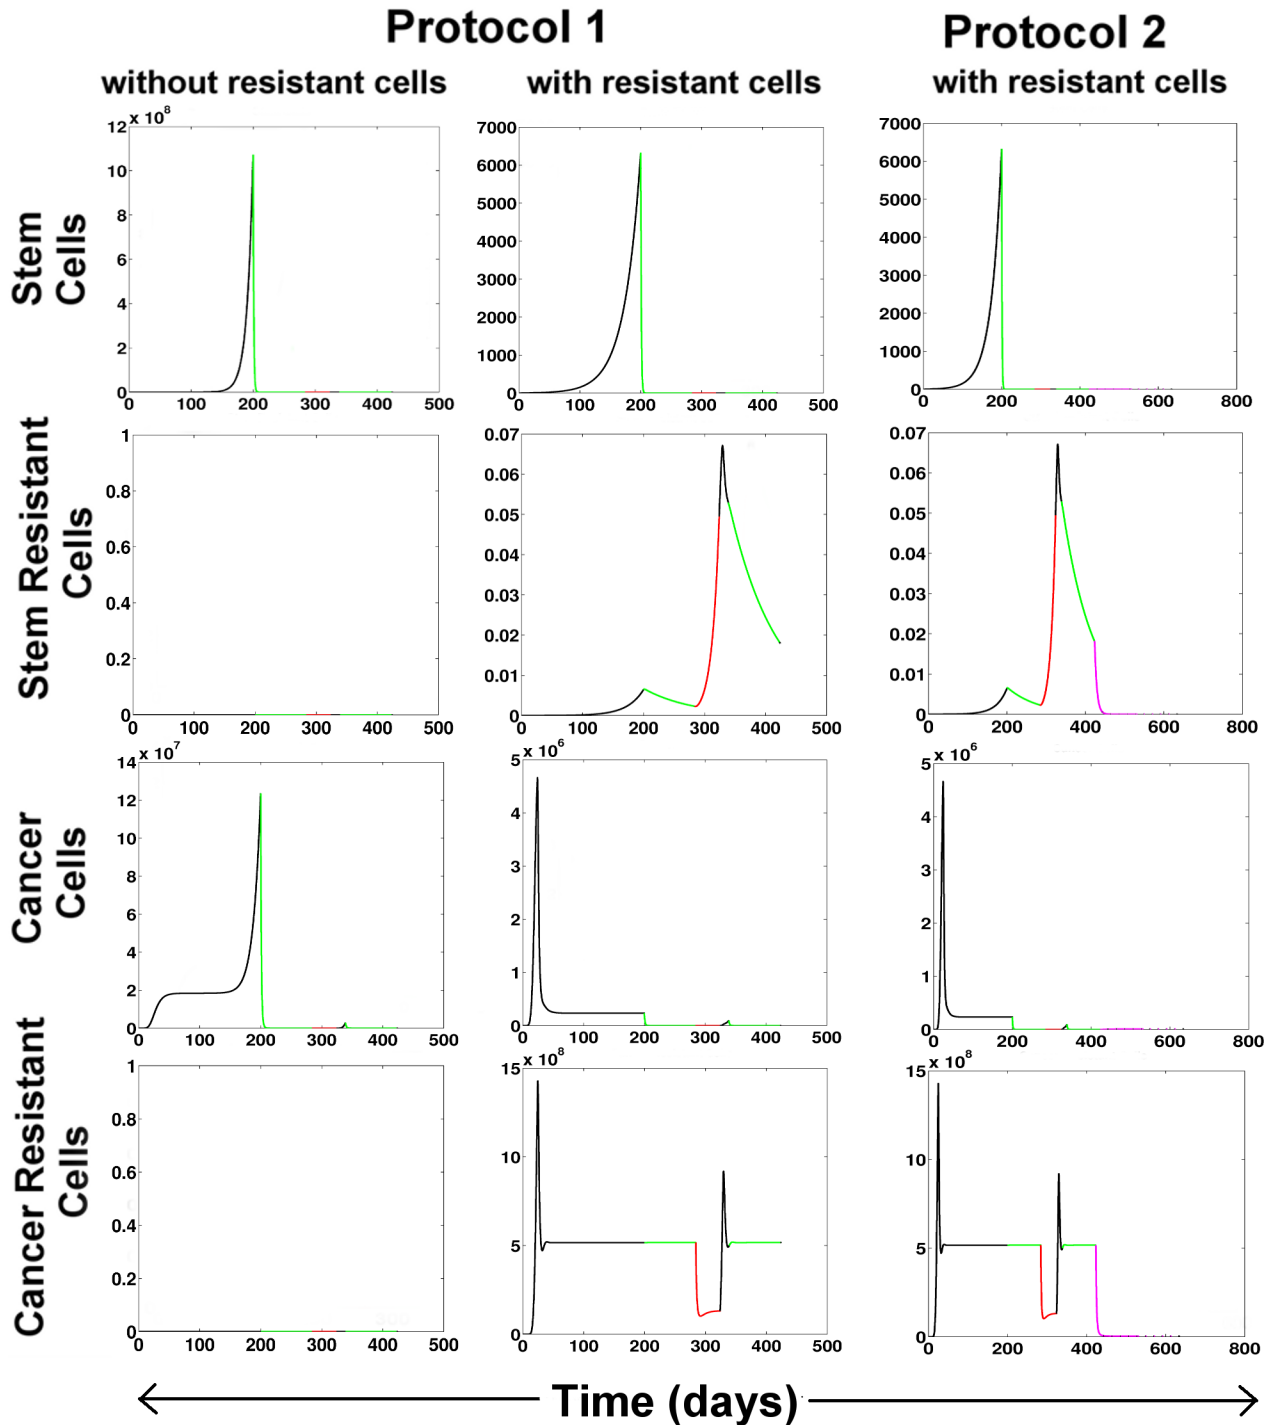 Protocol 1
Protocol 2
without resistant cells
with resistant cells
with resistant cells
Stem
Cells
12 x 10^8
10
8
6
4
2
0
0 100 200 300 400 500
7000
6000
5000
4000
3000
2000
1000
0
0 100 200 300 400 500
7000
6000
5000
4000
3000
2000
1000
0
0 200 400 600 800
Stem Resistant
Cells
1
0.8
0.6
0.4
0.2
0
0 100 200 300 400 500
0.07
0.06
0.05
0.04
0.03
0.02
0.01
0
0 100 200 300 400 500
0.07
0.06
0.05
0.04
0.03
0.02
0.01
0
0 200 400 600 800
Cancer
Cells
14 x 10^7
12
10
8
6
4
2
0
0 100 200 300 400 500
5 x 10^6
4
3
2
1
0
0 100 200 300 400 500
5 x 10^6
4
3
2
1
0
0 200 400 600 800
Cancer Resistant
Cells
1
0.8
0.6
0.4
0.2
0
0 100 200 300 400 500
15 x 10^8
10
5
0
0 100 200 300 400 500
15 x 10^8
10
5
0
0 200 400 600 800
Time (days)